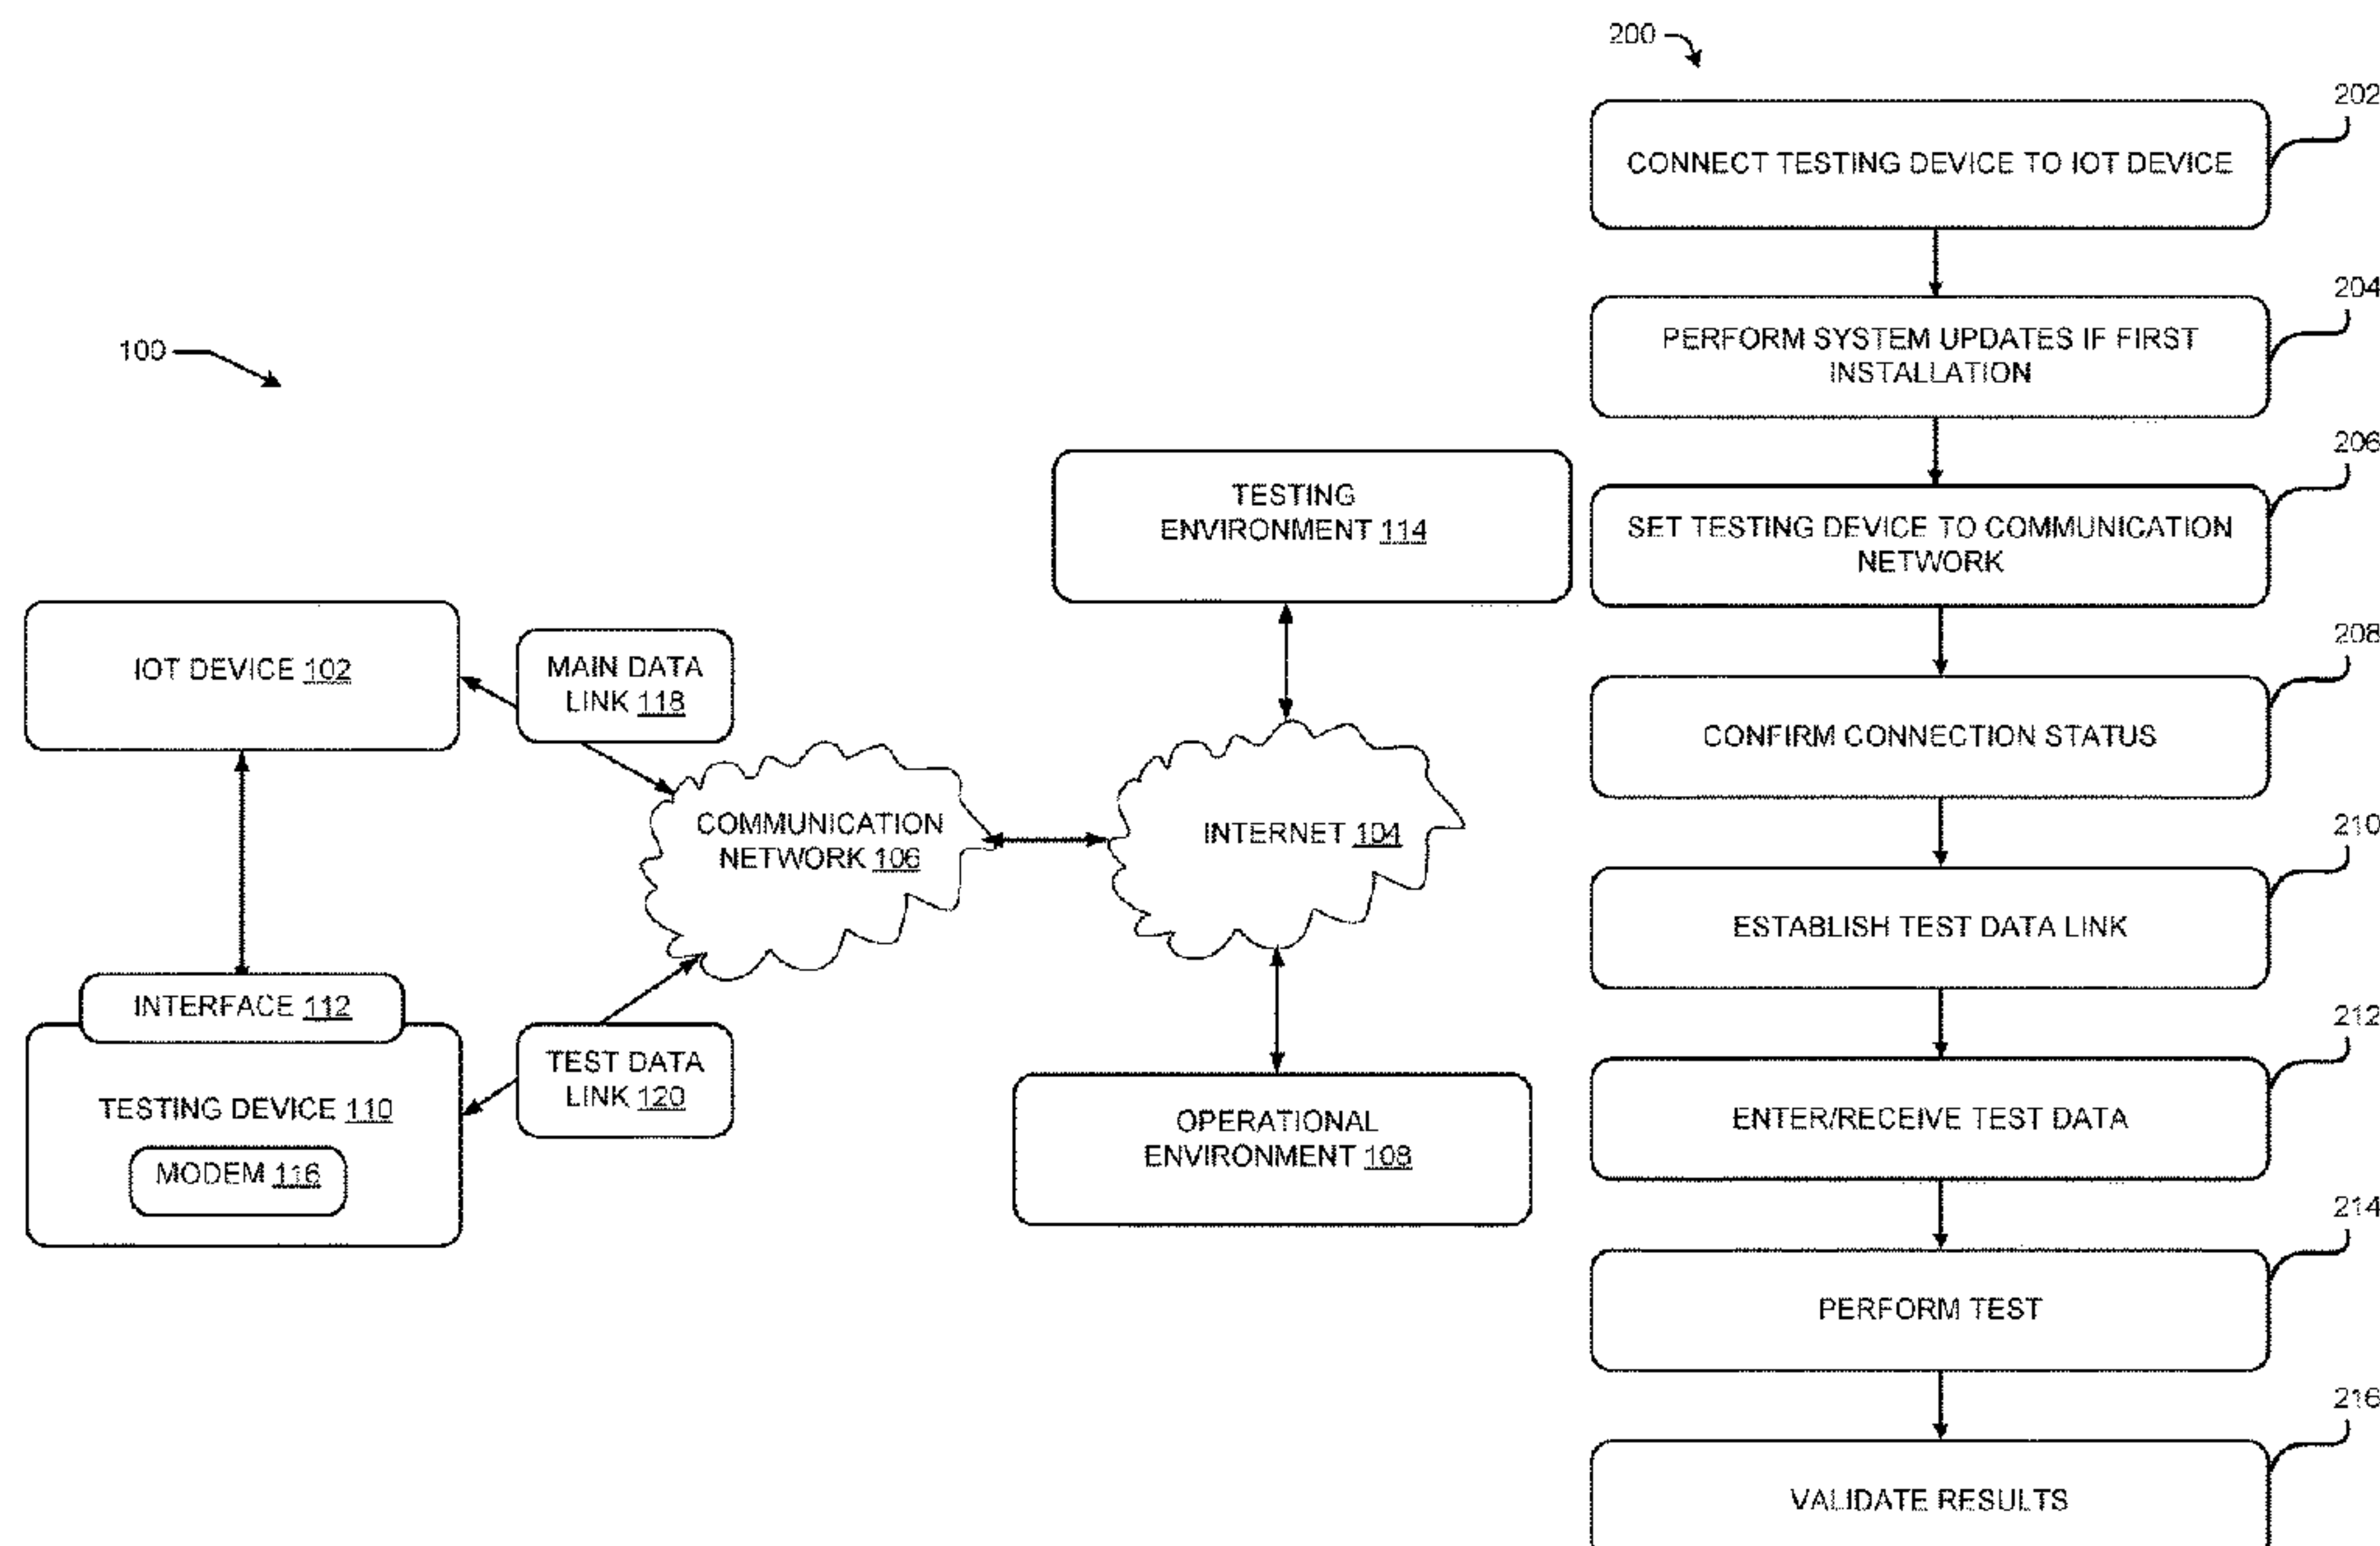 100
TESTING
ENVIRONMENT 114
IOT DEVICE 102
MAIN DATA
LINK 118
COMMUNICATION
NETWORK 106
INTERNET 104
INTERFACE 112
TESTING DEVICE 110
MODEM 116
TEST DATA
LINK 120
OPERATIONAL
ENVIRONMENT 108
200
202
CONNECT TESTING DEVICE TO IOT DEVICE
204
PERFORM SYSTEM UPDATES IF FIRST
INSTALLATION
206
SET TESTING DEVICE TO COMMUNICATION
NETWORK
208
CONFIRM CONNECTION STATUS
210
ESTABLISH TEST DATA LINK
212
ENTER/RECEIVE TEST DATA
214
PERFORM TEST
216
VALIDATE RESULTS